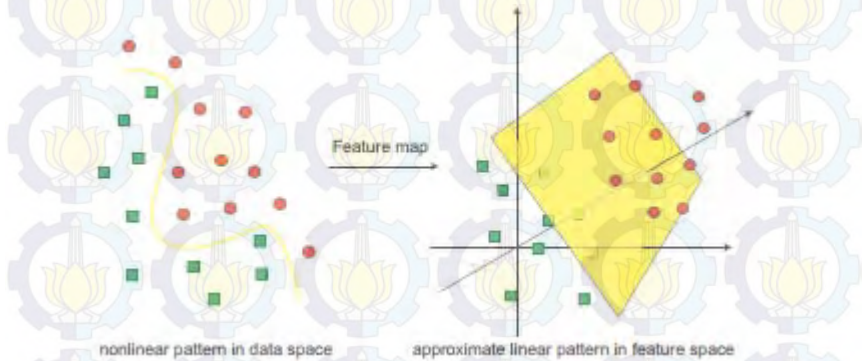 Feature map
nonlinear pattern in data space
approximate linear pattern in feature space